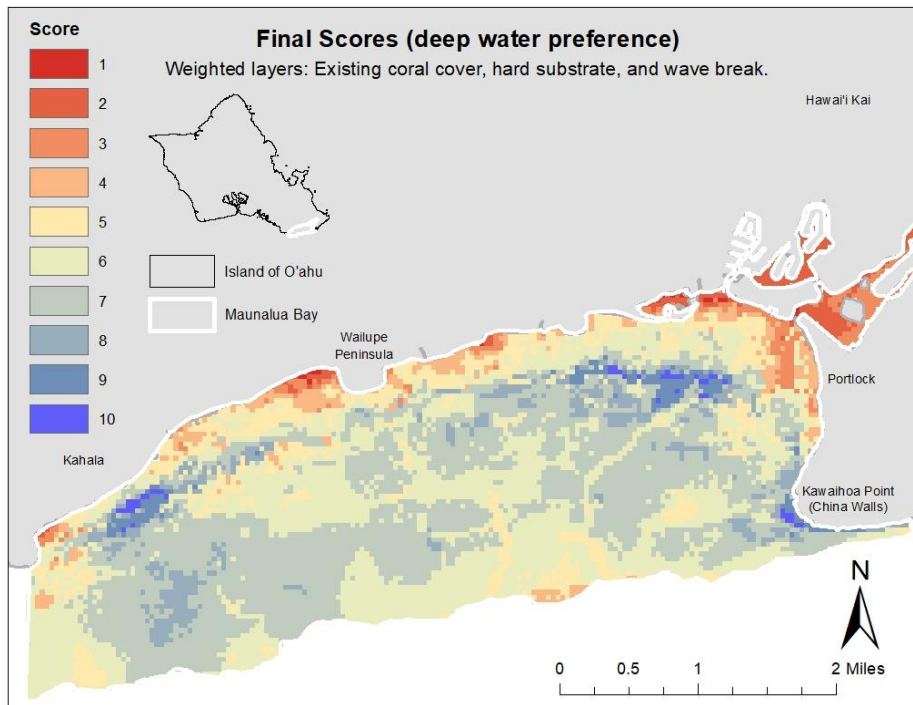 Final Scores (deep water preference)
Weighted layers: Existing coral cover, hard substrate, and wave break.
Score
1
2
3
4
5
6
7
8
9
10
Island of O'ahu
Maunalua Bay
Hawai'i Kai
Wailupe
Peninsula
Portlock
Kahala
Kawaihoa Point
(China Walls)
N
0 0.5 1 2 Miles